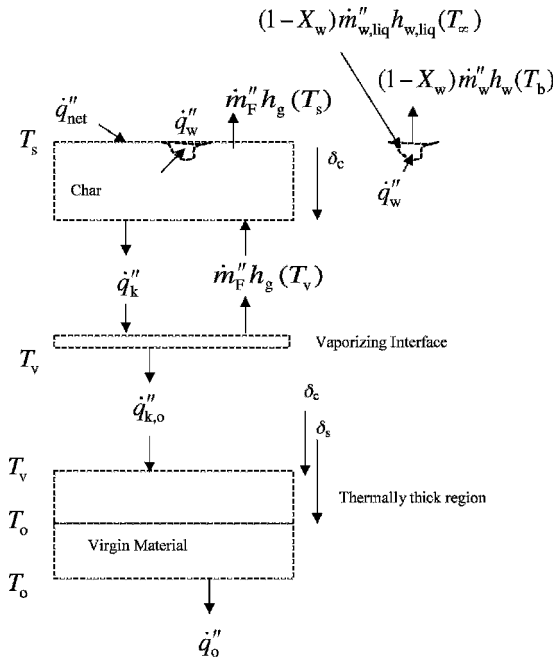 (1−X_w)ṁ″_w,liq h_w,liq(T_∞)
(1−X_w)ṁ″_w h_w(T_b)
q̇″_net
q̇″_w
ṁ″_F h_g(T_s)
T_s
δ_c
q̇″_w
Char
q̇″_k
ṁ″_F h_g(T_v)
Vaporizing Interface
T_v
q̇″_k,o
δ_c
δ_s
T_v
Thermally thick region
T_o
Virgin Material
T_o
q̇″_o